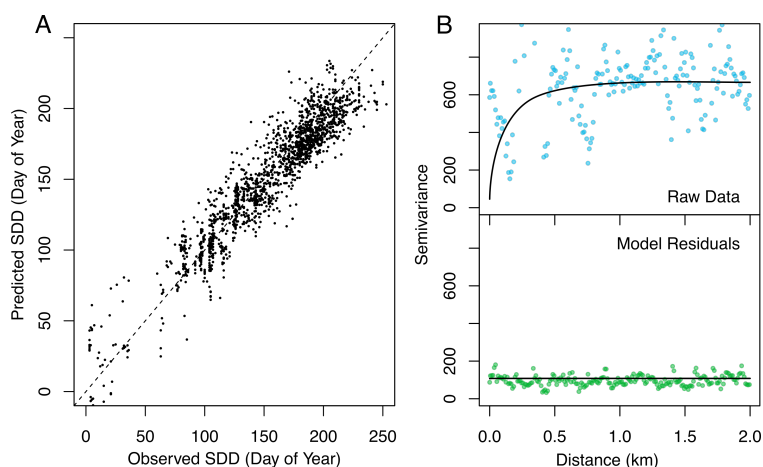 A
B
Predicted SDD (Day of Year)
250
200
150
100
50
0
0
50
100
150
200
250
Observed SDD (Day of Year)
Semivariance
600
200
0
Raw Data
Model Residuals
600
200
0
0.0
0.5
1.0
1.5
2.0
Distance (km)